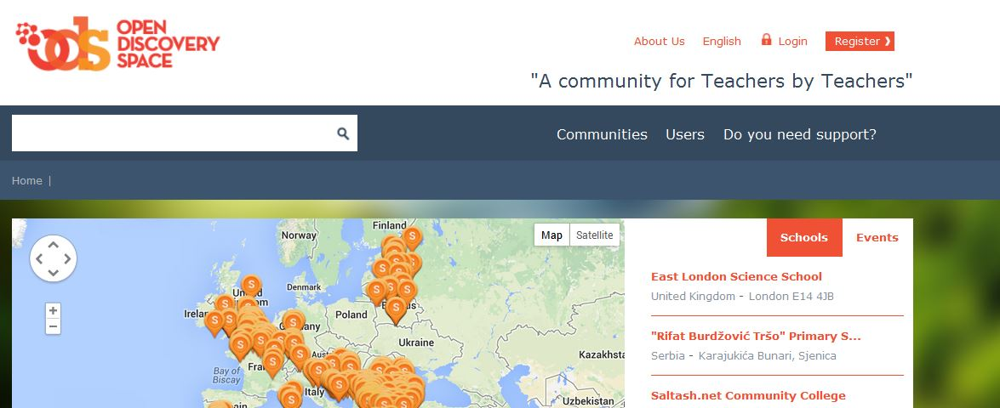 ods
OPEN
DISCOVERY
SPACE
About Us
English
Login
Register ❯
"A community for Teachers by Teachers"
Communities
Users
Do you need support?
Home |
Map
Satellite
Finland
Norway
Denmark
Poland
Ukraine
Kazakhsta
Bay of
Biscay
Italy
Uzbekistan
S
Schools
Events
East London Science School
United Kingdom - London E14 4JB
"Rifat Burdžović Tršo" Primary S...
Serbia - Karajukića Bunari, Sjenica
Saltash.net Community College